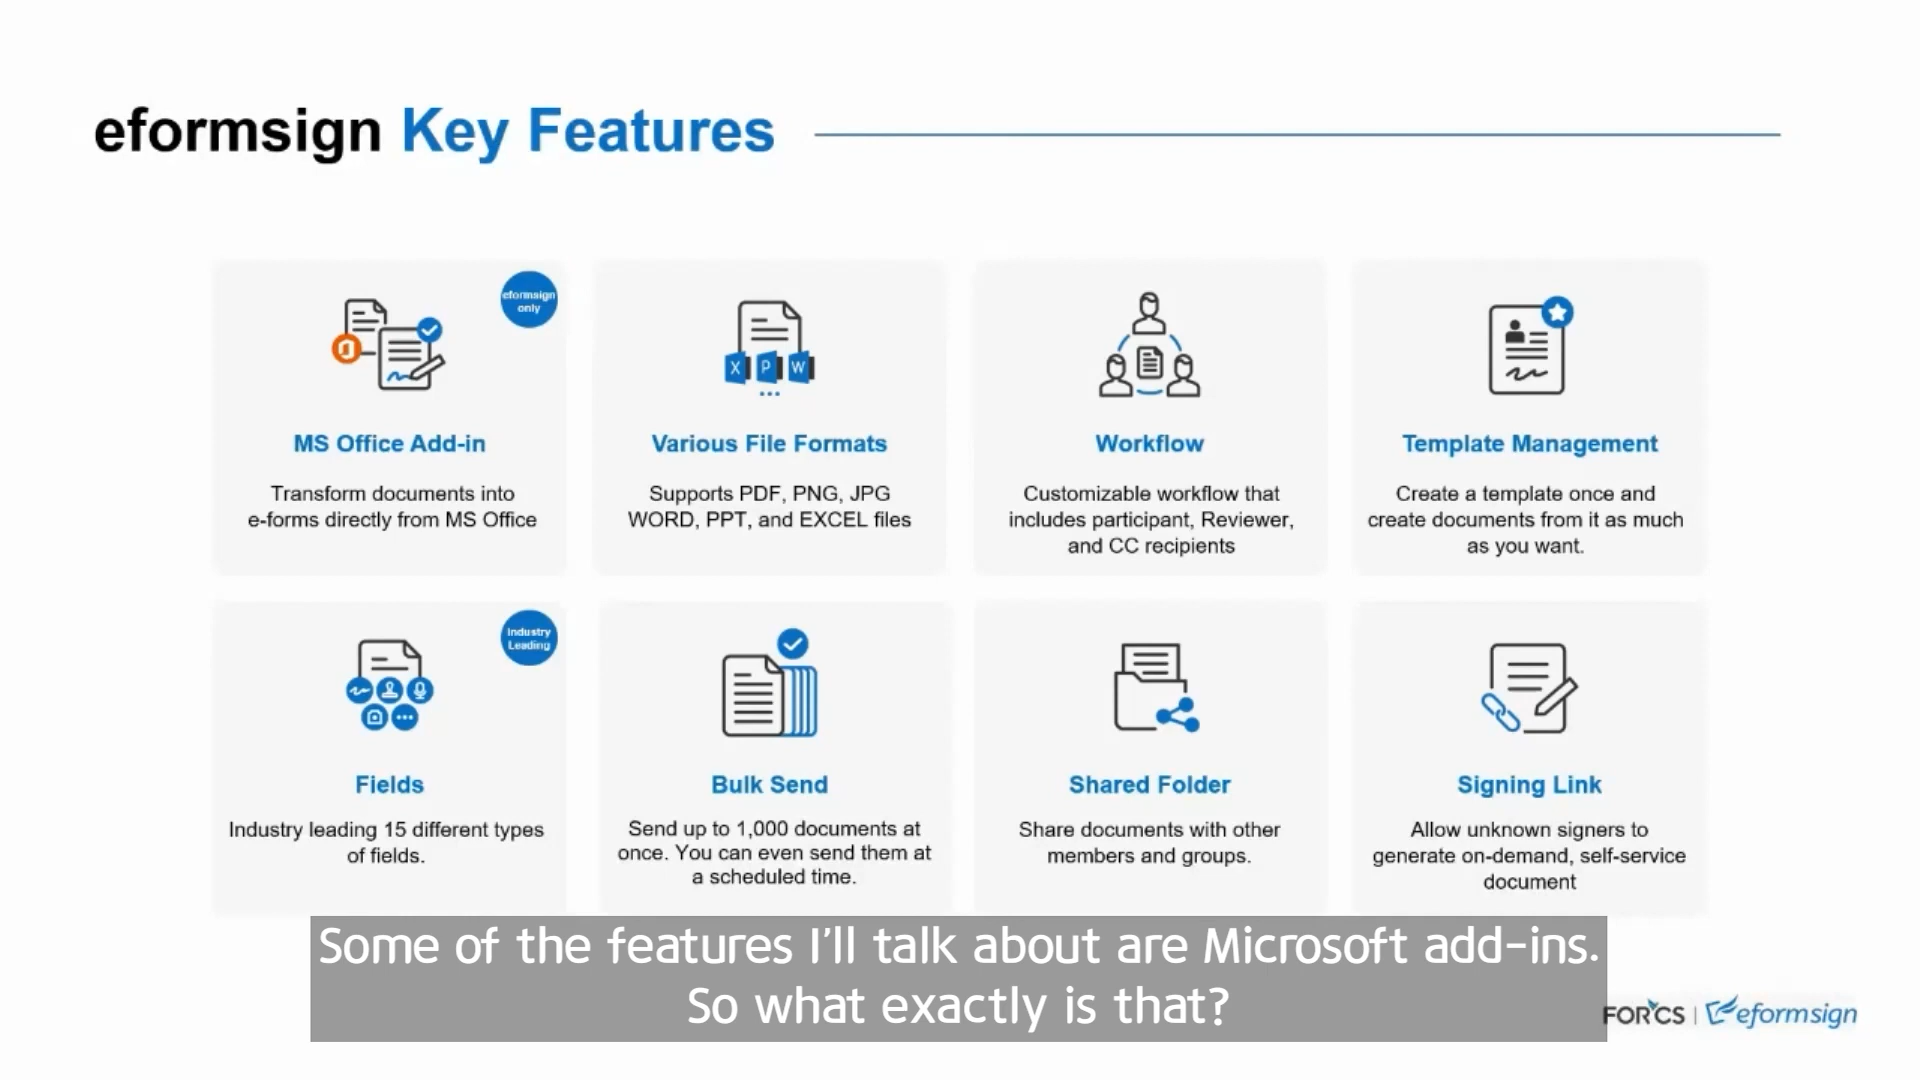 eformsign Key Features
eformsign
only
X P W
MS Office Add-in
Transform documents into
e-forms directly from MS Office
Various File Formats
Supports PDF, PNG, JPG
WORD, PPT, and EXCEL files
Workflow
Customizable workflow that
includes participant, Reviewer,
and CC recipients
Template Management
Create a template once and
create documents from it as much
as you want.
Industry
Leading
Fields
Industry leading 15 different types
of fields.
Bulk Send
Send up to 1,000 documents at
once. You can even send them at
a scheduled time.
Shared Folder
Share documents with other
members and groups.
Signing Link
Allow unknown signers to
generate on-demand, self-service
document
Some of the features I'll talk about are Microsoft add-ins.
So what exactly is that?
FORCS | eformsign